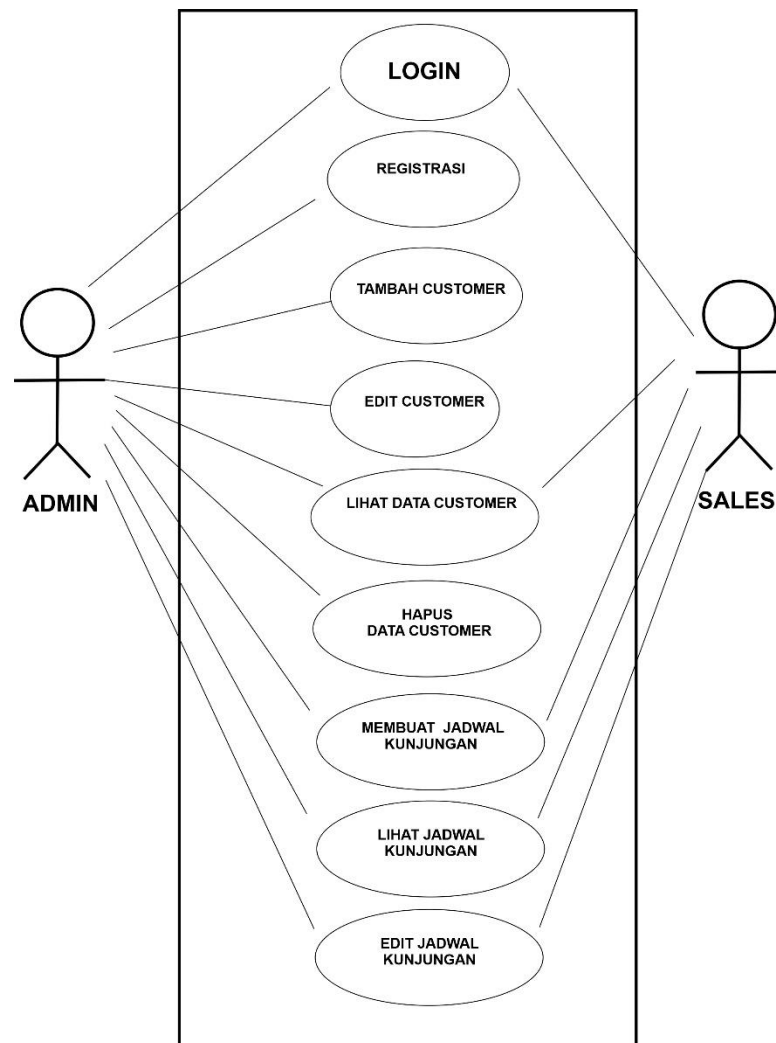 LOGIN
REGISTRASI
TAMBAH CUSTOMER
EDIT CUSTOMER
LIHAT DATA CUSTOMER
ADMIN
SALES
HAPUS
DATA CUSTOMER
MEMBUAT JADWAL
KUNJUNGAN
LIHAT JADWAL
KUNJUNGAN
EDIT JADWAL
KUNJUNGAN